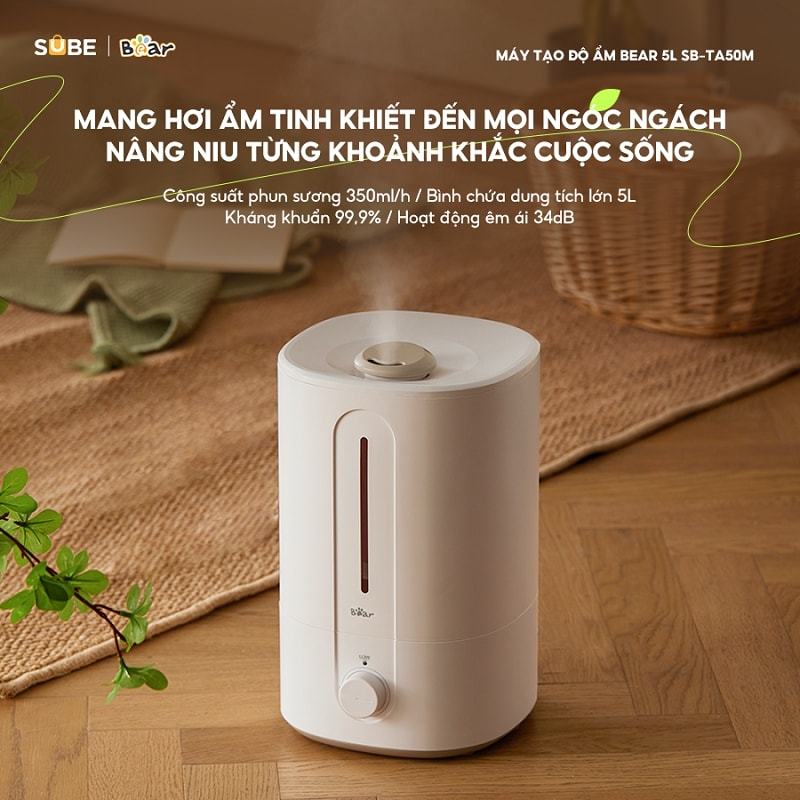 SUBE | Bear
MÁY TẠO ĐỘ ẨM BEAR 5L SB-TA50M
MANG HƠI ẨM TINH KHIẾT ĐẾN MỌI NGÓC NGÁCH
NÂNG NIU TỪNG KHOẢNH KHẮC CUỘC SỐNG
Công suất phun sương 350ml/h / Bình chứa dung tích lớn 5L
Kháng khuẩn 99,9% / Hoạt động êm ái 34dB
Bear